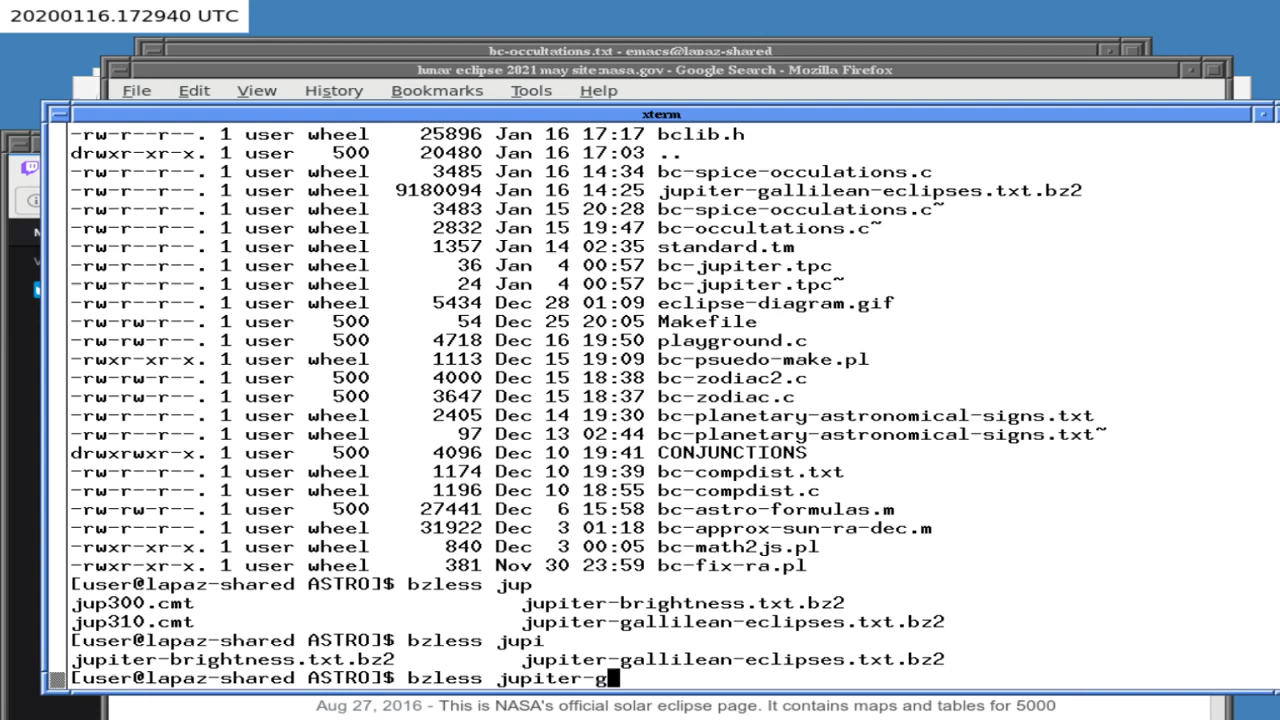 20200116.172940 UTC
bc-occultations.txt - emacs@lapaz-shared
lunar eclipse 2021 may site:nasa.gov - Google Search - Mozilla Firefox
File Edit View History Bookmarks Tools Help
xterm
-rw-r--r--. 1 user wheel 25896 Jan 16 17:17 bclib.h
drwxr-xr-x. 1 user 500 20480 Jan 16 17:03 ..
-rw-r--r--. 1 user wheel 3485 Jan 16 14:34 bc-spice-occulations.c
-rw-r--r--. 1 user wheel 9180094 Jan 16 14:25 jupiter-gallilean-eclipses.txt.bz2
-rw-r--r--. 1 user wheel 3483 Jan 15 20:28 bc-spice-occulations.c~
-rw-r--r--. 1 user wheel 2832 Jan 15 19:47 bc-occultations.c~
-rw-r--r--. 1 user wheel 1357 Jan 14 02:35 standard.tm
-rw-r--r--. 1 user wheel 36 Jan 4 00:57 bc-jupiter.tpc
-rw-r--r--. 1 user wheel 24 Jan 4 00:57 bc-jupiter.tpc~
-rw-r--r--. 1 user wheel 5434 Dec 28 01:09 eclipse-diagram.gif
-rw-rw-r--. 1 user 500 54 Dec 25 20:05 Makefile
-rw-rw-r--. 1 user 500 4718 Dec 16 19:50 playground.c
-rwxr-xr-x. 1 user wheel 1113 Dec 15 19:09 bc-psuedo-make.pl
-rw-rw-r--. 1 user 500 4000 Dec 15 18:38 bc-zodiac2.c
-rw-rw-r--. 1 user 500 3647 Dec 15 18:37 bc-zodiac.c
-rw-r--r--. 1 user wheel 2405 Dec 14 19:30 bc-planetary-astronomical-signs.txt
-rw-r--r--. 1 user wheel 97 Dec 13 02:44 bc-planetary-astronomical-signs.txt~
drwxrwxr-x. 1 user 500 4096 Dec 10 19:41 CONJUNCTIONS
-rw-r--r--. 1 user wheel 1174 Dec 10 19:39 bc-compdist.txt
-rw-r--r--. 1 user wheel 1196 Dec 10 18:55 bc-compdist.c
-rw-rw-r--. 1 user 500 27441 Dec 6 15:58 bc-astro-formulas.m
-rw-r--r--. 1 user wheel 31922 Dec 3 01:18 bc-approx-sun-ra-dec.m
-rwxr-xr-x. 1 user wheel 840 Dec 3 00:05 bc-math2js.pl
-rwxr-xr-x. 1 user wheel 381 Nov 30 23:59 bc-fix-ra.pl
[user@lapaz-shared ASTRO]$ bzless jup
jup300.cmt jupiter-brightness.txt.bz2
jup310.cmt jupiter-gallilean-eclipses.txt.bz2
[user@lapaz-shared ASTRO]$ bzless jupi
jupiter-brightness.txt.bz2 jupiter-gallilean-eclipses.txt.bz2
[user@lapaz-shared ASTRO]$ bzless jupiter-g
Aug 27, 2016 - This is NASA's official solar eclipse page. It contains maps and tables for 5000